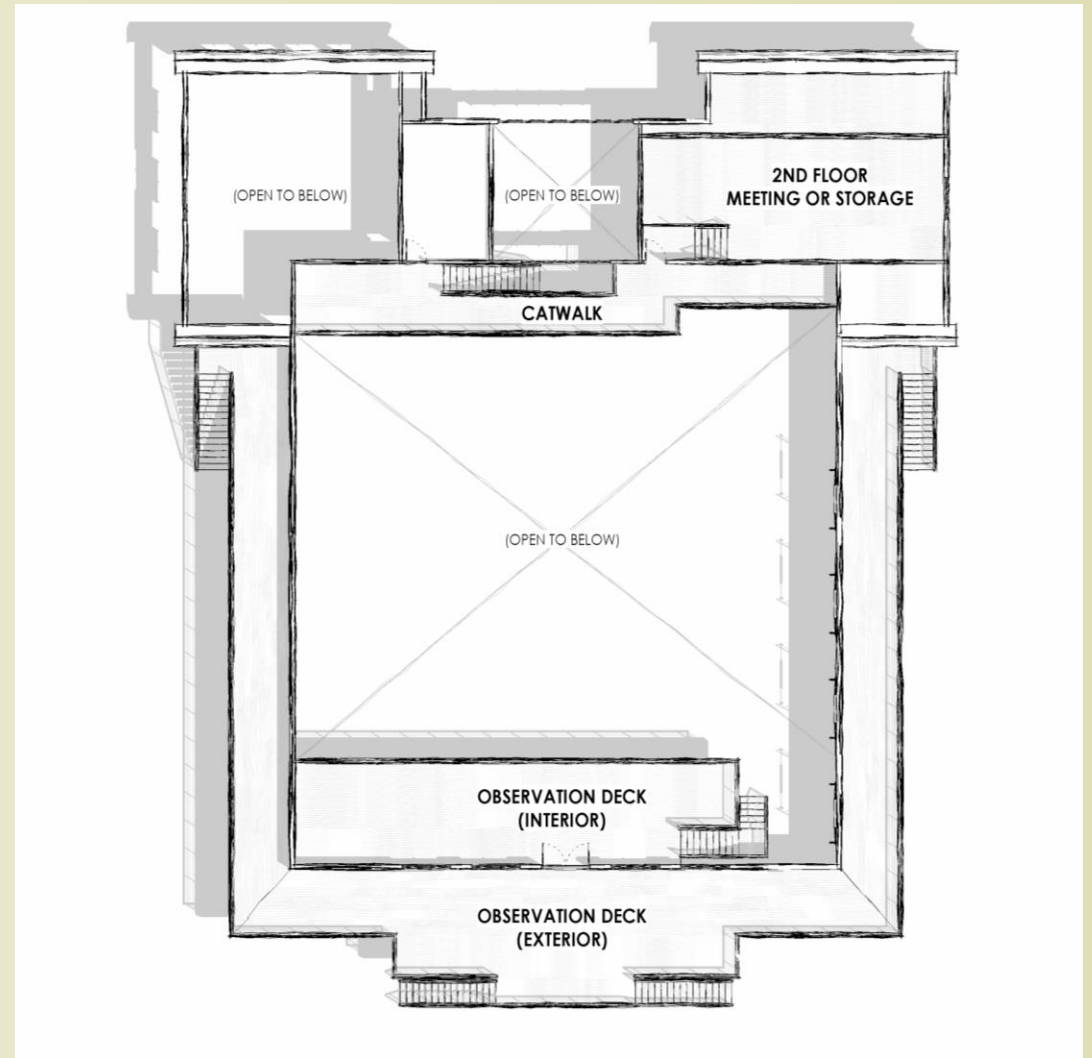 2ND FLOOR
MEETING OR STORAGE
(OPEN TO BELOW)
(OPEN TO BELOW)
CATWALK
(OPEN TO BELOW)
OBSERVATION DECK
(INTERIOR)
OBSERVATION DECK
(EXTERIOR)